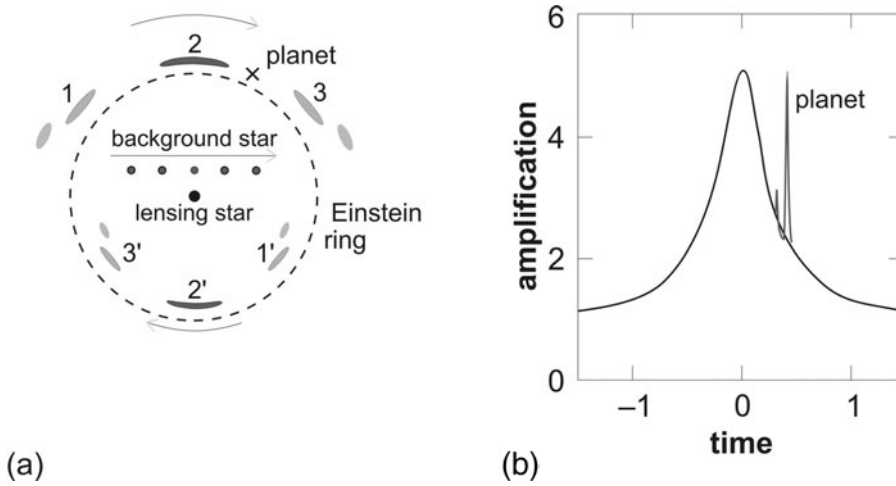 2
planet
1
3
background star
lensing star
Einstein
ring
3'
1'
2'
(a)
6
4
2
0
amplification
planet
–1
0
1
time
(b)